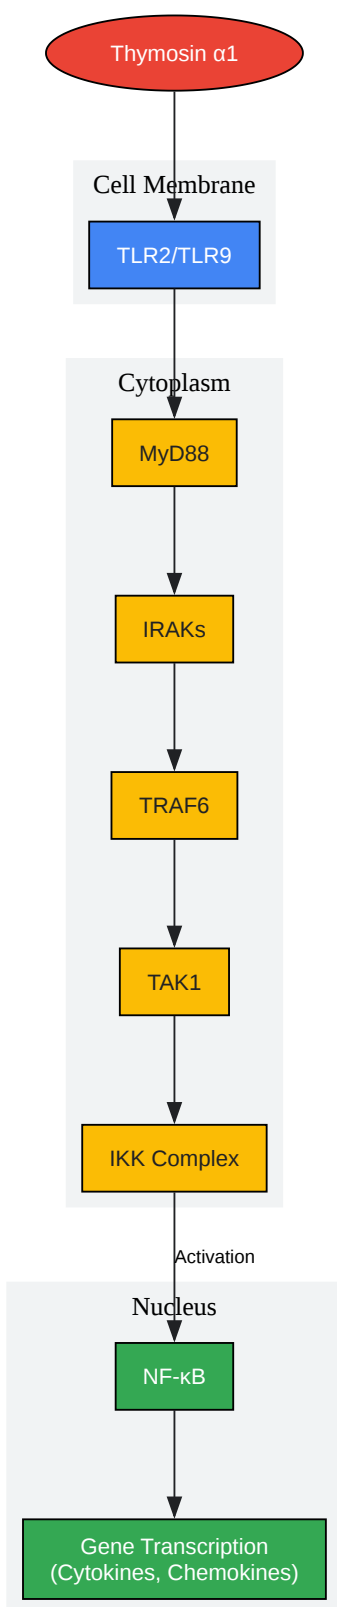 Thymosin α1
Cell Membrane
TLR2/TLR9
Cytoplasm
MyD88
IRAKs
TRAF6
TAK1
IKK Complex
Activation
Nucleus
NF-κB
Gene Transcription
(Cytokines, Chemokines)